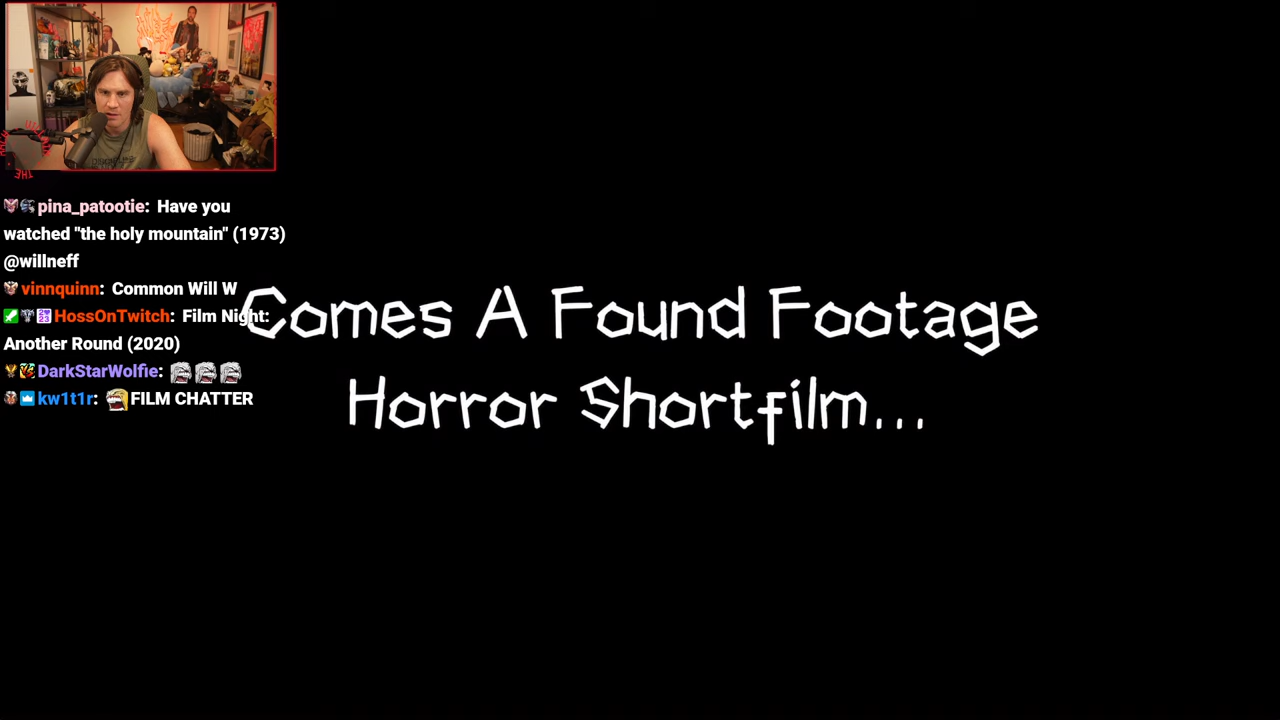 pina_patootie: Have you
watched "the holy mountain" (1973)
@willneff
vinnquinn: Common Will W
HossOnTwitch: Film Night:
Another Round (2020)
DarkStarWolfie:
kw1t1r: FILM CHATTER
Comes A Found Footage
Horror Shortfilm...